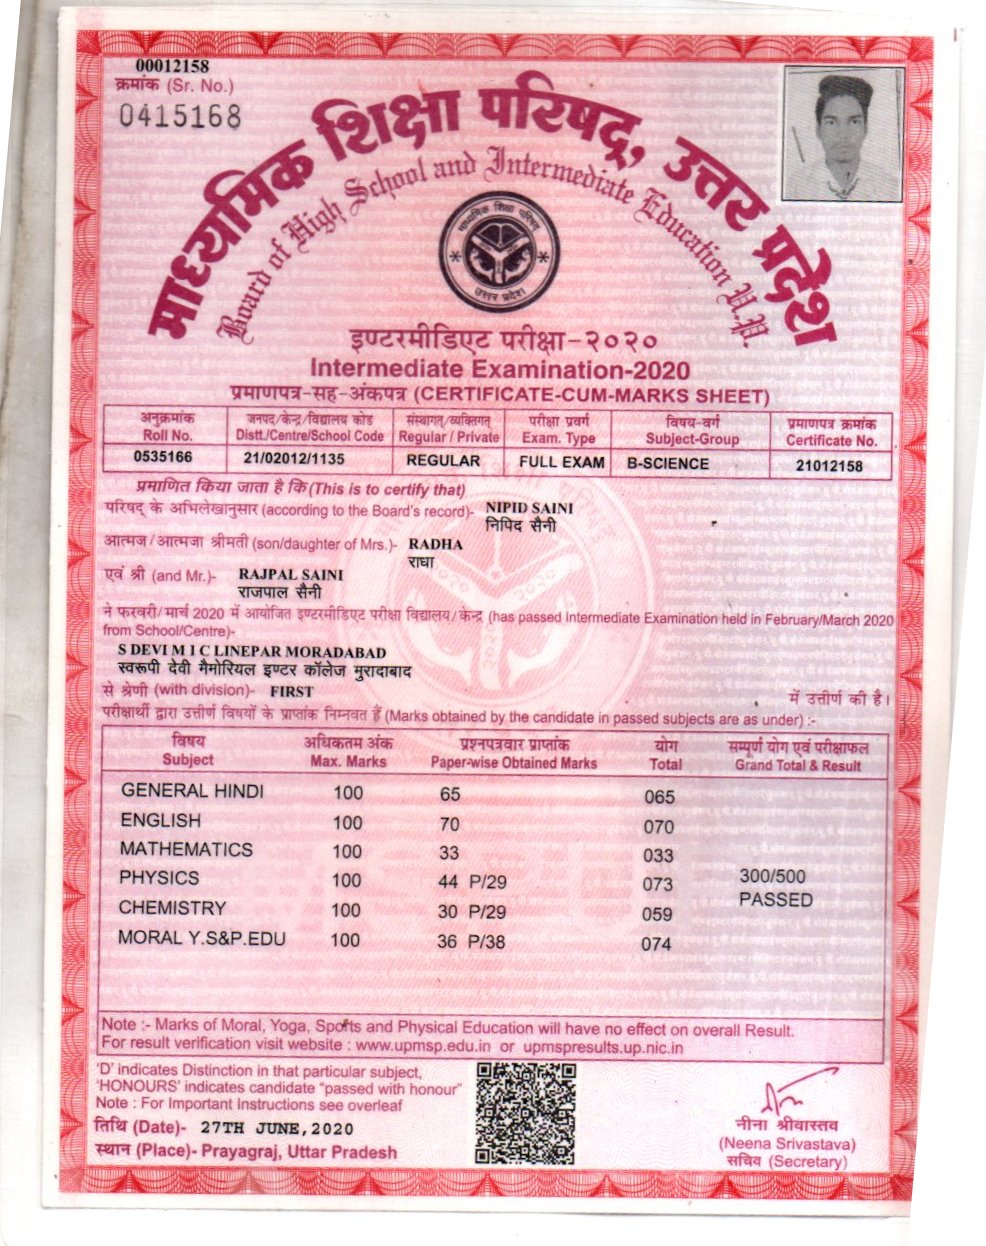 00012158
क्रमांक (Sr. No.)
0415168
माध्यमिक शिक्षा परिषद्, उत्तर प्रदेश
Board of High School and Intermediate Education U.P.
माध्यमिक शिक्षा परिषद
उत्तर प्रदेश
इण्टरमीडिएट परीक्षा-२०२०
Intermediate Examination-2020
प्रमाणपत्र-सह-अंकपत्र (CERTIFICATE-CUM-MARKS SHEET)
अनुक्रमांक जनपद/केन्द्र/विद्यालय कोड संस्थागत्/व्यक्तिगत् परीक्षा प्रवर्ग विषय-वर्ग प्रमाणपत्र क्रमांक
Roll No. Distt./Centre/School Code Regular / Private Exam. Type Subject-Group Certificate No.
0535166 21/02012/1135 REGULAR FULL EXAM B-SCIENCE 21012158
प्रमाणित किया जाता है कि (This is to certify that)
परिषद् के अभिलेखानुसार (according to the Board's record)- NIPID SAINI
निपिद सैनी
आत्मज/आत्मजा श्रीमती (son/daughter of Mrs.)- RADHA
राधा
एवं श्री (and Mr.)- RAJPAL SAINI
राजपाल सैनी
ने फरवरी/मार्च 2020 में आयोजित इण्टरमीडिएट परीक्षा विद्यालय/केन्द्र (has passed Intermediate Examination held in February/March 2020
from School/Centre)-
S DEVI M I C LINEPAR MORADABAD
स्वरूपी देवी मैमोरियल इण्टर कॉलेज मुरादाबाद
से श्रेणी (with division)- FIRST में उत्तीर्ण की है।
परीक्षार्थी द्वारा उत्तीर्ण विषयों के प्राप्तांक निम्नवत हैं (Marks obtained by the candidate in passed subjects are as under) :-
विषय अधिकतम अंक प्रश्नपत्रवार प्राप्तांक योग सम्पूर्ण योग एवं परीक्षाफल
Subject Max. Marks Paper-wise Obtained Marks Total Grand Total & Result
GENERAL HINDI 100 65 065
ENGLISH 100 70 070
MATHEMATICS 100 33 033
PHYSICS 100 44 P/29 073 300/500
PASSED
CHEMISTRY 100 30 P/29 059
MORAL Y.S&P.EDU 100 36 P/38 074
Note :- Marks of Moral, Yoga, Sports and Physical Education will have no effect on overall Result.
For result verification visit website : www.upmsp.edu.in or upmspresults.up.nic.in
'D' indicates Distinction in that particular subject,
'HONOURS' indicates candidate "passed with honour"
Note : For Important Instructions see overleaf
तिथि (Date)- 27TH JUNE,2020
स्थान (Place)- Prayagraj, Uttar Pradesh
नीना श्रीवास्तव
(Neena Srivastava)
सचिव (Secretary)